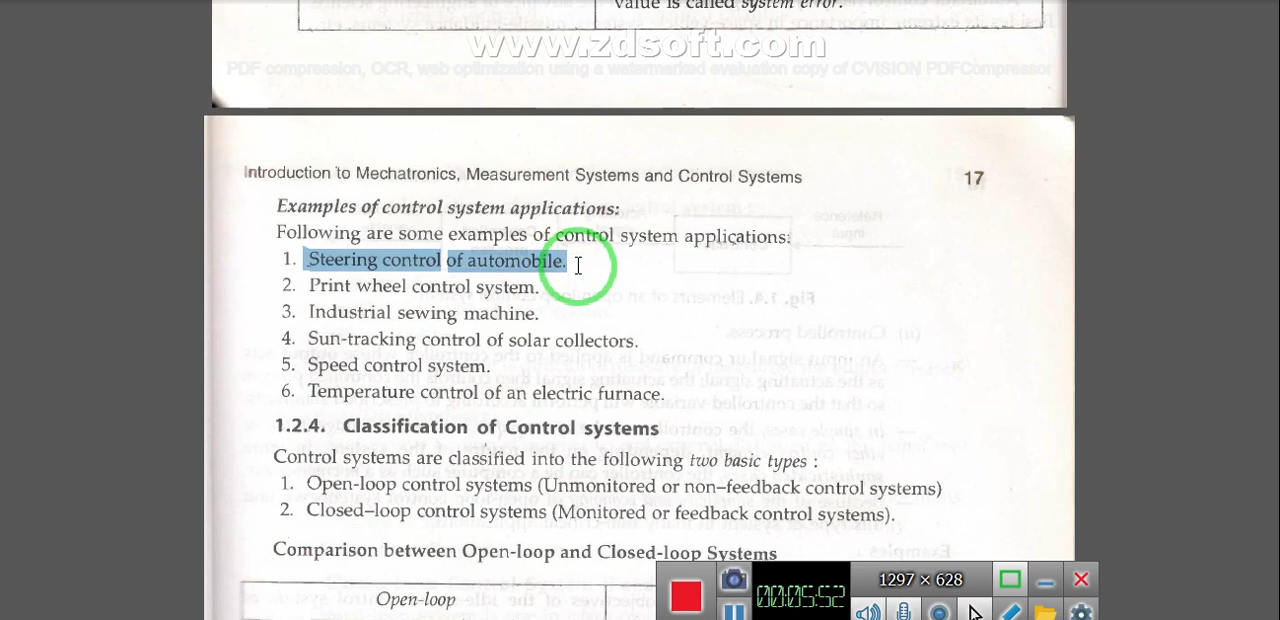 value is called system error.
www.zdsoft.com
PDF compression, OCR, web optimization using a watermarked evaluation copy of CVISION PDFCompressor
Introduction to Mechatronics, Measurement Systems and Control Systems 17
Examples of control system applications:
Following are some examples of control system applications:
1. Steering control of automobile.
2. Print wheel control system.
3. Industrial sewing machine.
4. Sun-tracking control of solar collectors.
5. Speed control system.
6. Temperature control of an electric furnace.
1.2.4. Classification of Control systems
Control systems are classified into the following two basic types :
1. Open-loop control systems (Unmonitored or non-feedback control systems)
2. Closed-loop control systems (Monitored or feedback control systems).
Comparison between Open-loop and Closed-loop Systems
Open-loop
00:05:52
1297 × 628